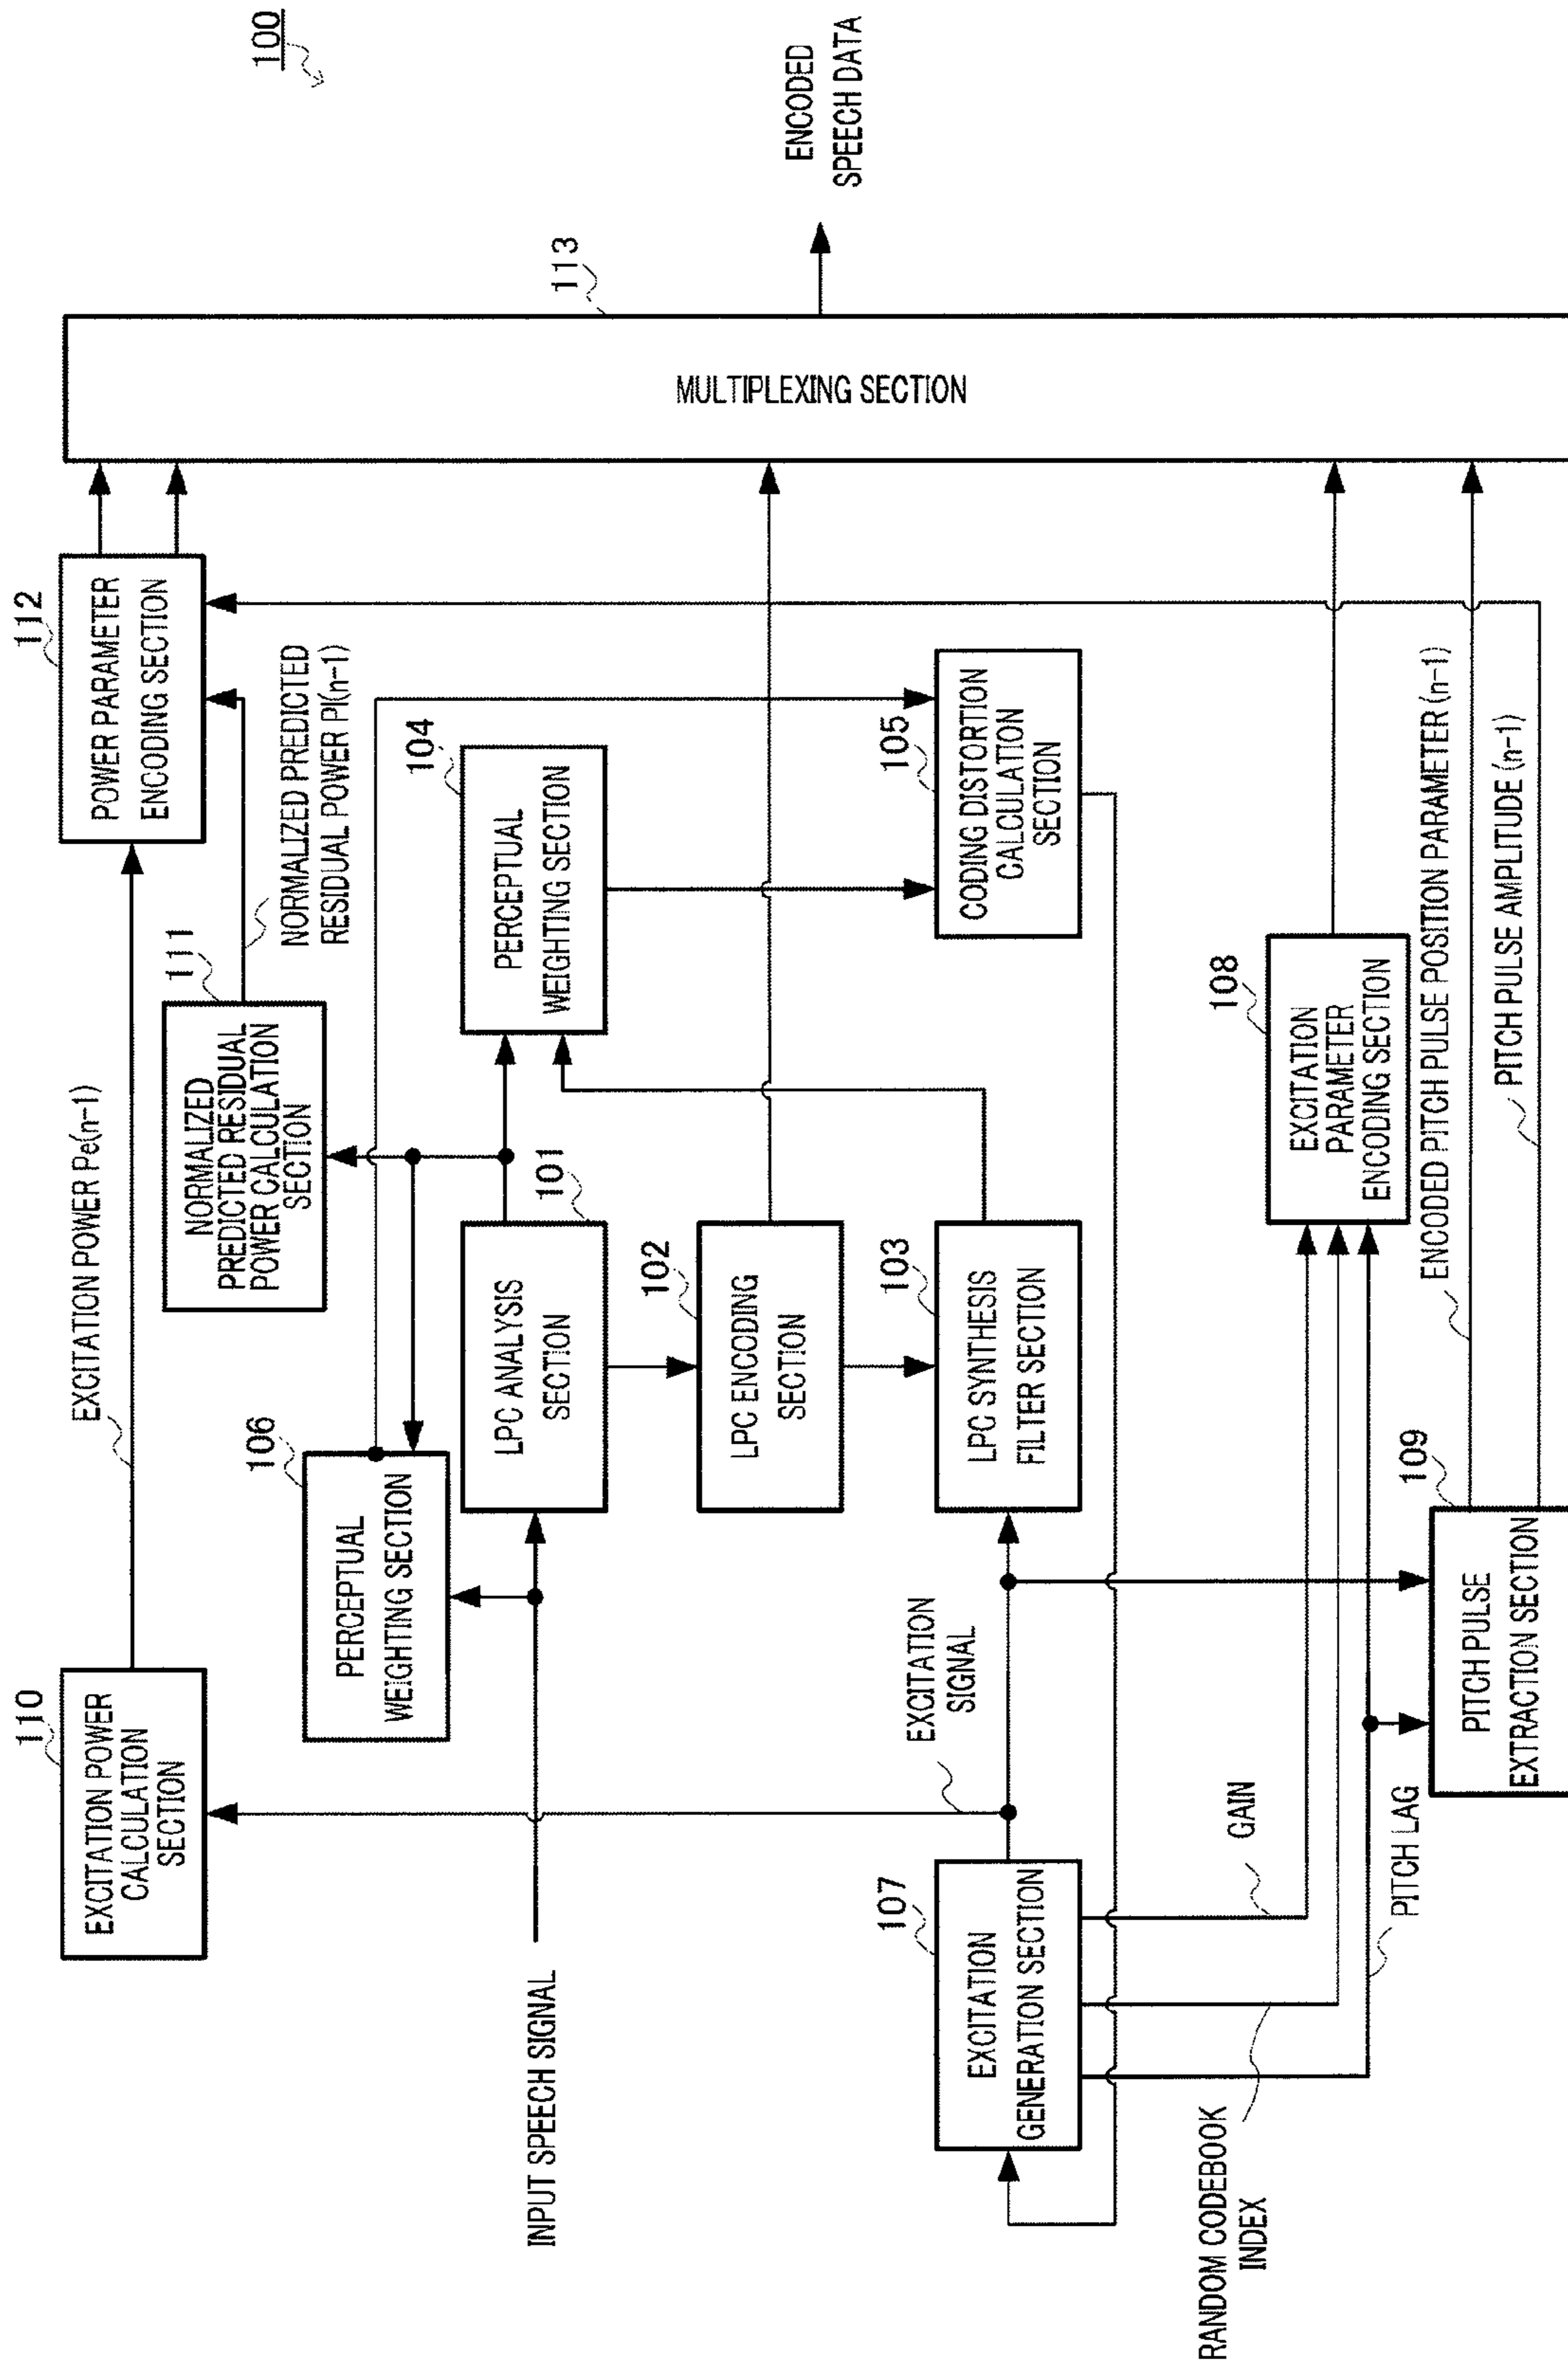 100
110
EXCITATION POWER
CALCULATION
SECTION
EXCITATION POWER Pe(n-1)
112
POWER PARAMETER
ENCODING SECTION
111
NORMALIZED
PREDICTED RESIDUAL
POWER CALCULATION
SECTION
NORMALIZED PREDICTED
RESIDUAL POWER Pl(n-1)
106
PERCEPTUAL
WEIGHTING SECTION
INPUT SPEECH SIGNAL
101
LPC ANALYSIS
SECTION
104
PERCEPTUAL
WEIGHTING SECTION
102
LPC ENCODING
SECTION
113
MULTIPLEXING SECTION
ENCODED
SPEECH DATA
107
EXCITATION
GENERATION SECTION
EXCITATION
SIGNAL
103
LPC SYNTHESIS
FILTER SECTION
105
CODING DISTORTION
CALCULATION
SECTION
GAIN
RANDOM CODEBOOK
INDEX
PITCH LAG
108
EXCITATION
PARAMETER
ENCODING SECTION
109
PITCH PULSE
EXTRACTION SECTION
ENCODED PITCH PULSE POSITION PARAMETER (n-1)
PITCH PULSE AMPLITUDE (n-1)